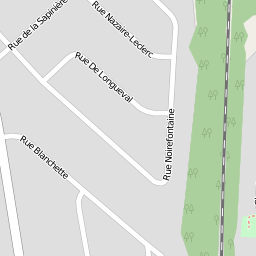 Rue Nazaire-Leclerc
Rue de la Sapinière
Rue De Longueval
Rue Noirefontaine
Rue Blanchette